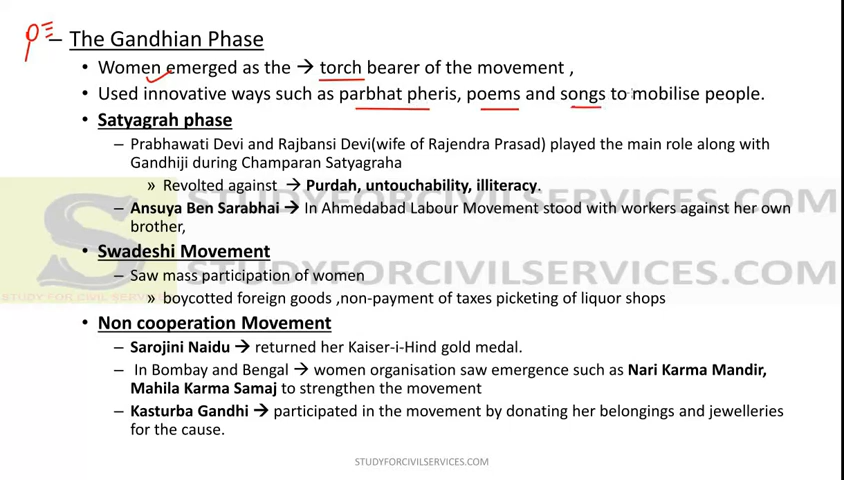 The Gandhian Phase
• Women emerged as the → torch bearer of the movement ,
• Used innovative ways such as parbhat pheris, poems and songs to mobilise people.
• Satyagrah phase
– Prabhawati Devi and Rajbansi Devi(wife of Rajendra Prasad) played the main role along with
Gandhiji during Champaran Satyagraha
» Revolted against → Purdah, untouchability, illiteracy.
– Ansuya Ben Sarabhai → In Ahmedabad Labour Movement stood with workers against her own
brother,
• Swadeshi Movement
– Saw mass participation of women
» boycotted foreign goods ,non-payment of taxes picketing of liquor shops
• Non cooperation Movement
– Sarojini Naidu → returned her Kaiser-i-Hind gold medal.
– In Bombay and Bengal → women organisation saw emergence such as Nari Karma Mandir,
Mahila Karma Samaj to strengthen the movement
– Kasturba Gandhi → participated in the movement by donating her belongings and jewelleries
for the cause.
STUDYFORCIVILSERVICES.COM
STUDYFORCIVILSERVICES.COM
STUDYFORCIVILSERVICES.COM